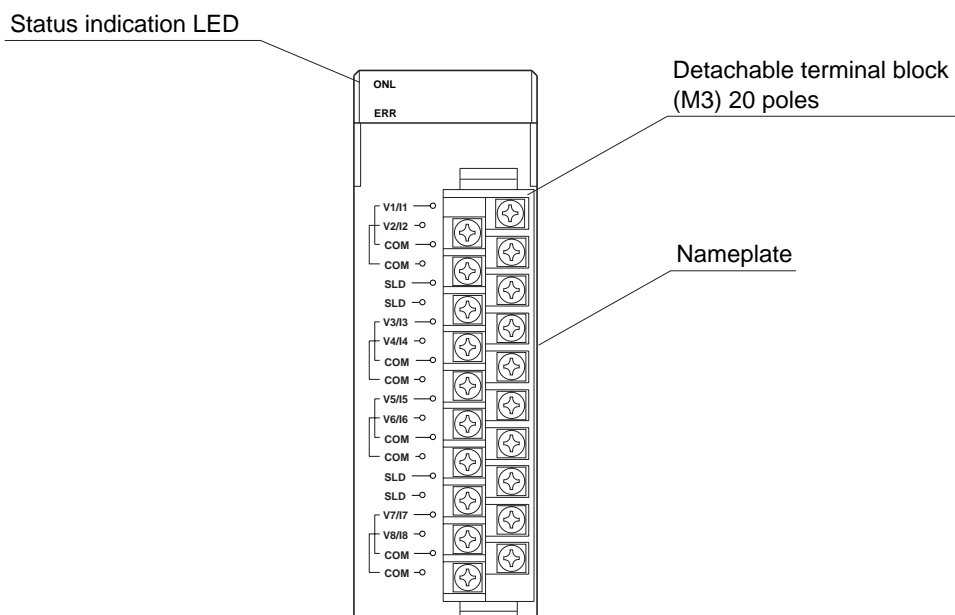 Status indication LED
Detachable terminal block
(M3) 20 poles
ONL
ERR
Nameplate
V1/I1
V2/I2
COM
COM
SLD
SLD
V3/I3
V4/I4
COM
COM
V5/I5
V6/I6
COM
COM
SLD
SLD
V7/I7
V8/I8
COM
COM